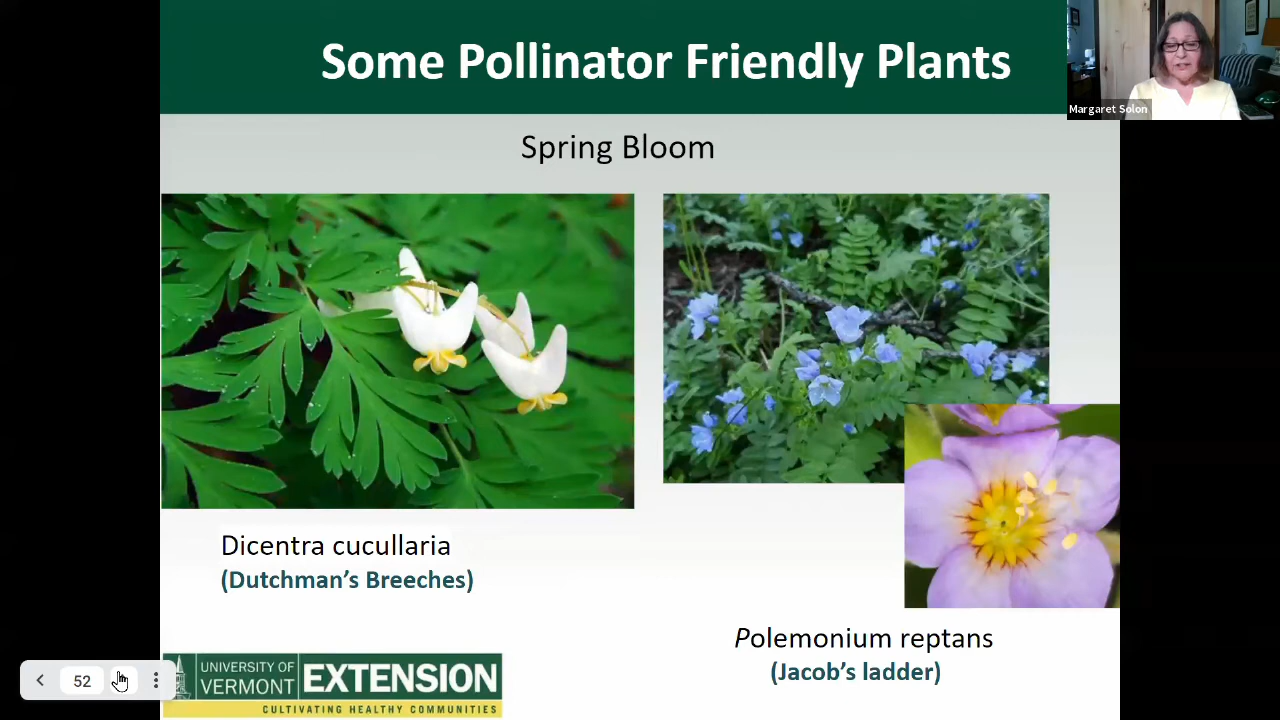 Some Pollinator Friendly Plants
Margaret Solon
Spring Bloom
Dicentra cucullaria
(Dutchman's Breeches)
Polemonium reptans
(Jacob's ladder)
52
UNIVERSITY OF
VERMONT
EXTENSION
CULTIVATING HEALTHY COMMUNITIES